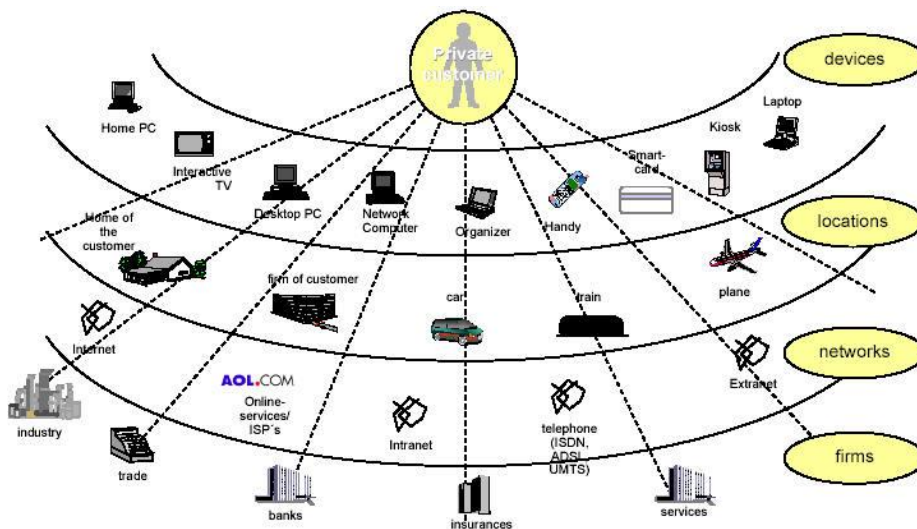 Private
customer
devices
Home PC
Interactive
TV
Desktop PC
Network
Computer
Organizer
Handy
Smart-
card
Kiosk
Laptop
locations
Home of
the
customer
firm of customer
car
train
plane
networks
Internet
AOL.COM
Online-
services/
ISP´s
Intranet
telephone
(ISDN,
ADSL,
UMTS)
Extranet
firms
industry
trade
banks
insurances
services